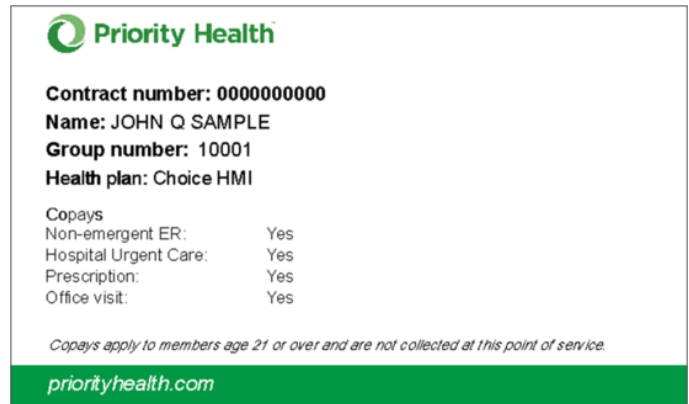 Priority Health
Contract number: 0000000000
Name: JOHN Q SAMPLE
Group number: 10001
Health plan: Choice HMI
Copays
Non-emergent ER: Yes
Hospital Urgent Care: Yes
Prescription: Yes
Office visit: Yes
Copays apply to members age 21 or over and are not collected at this point of service.
priorityhealth.com